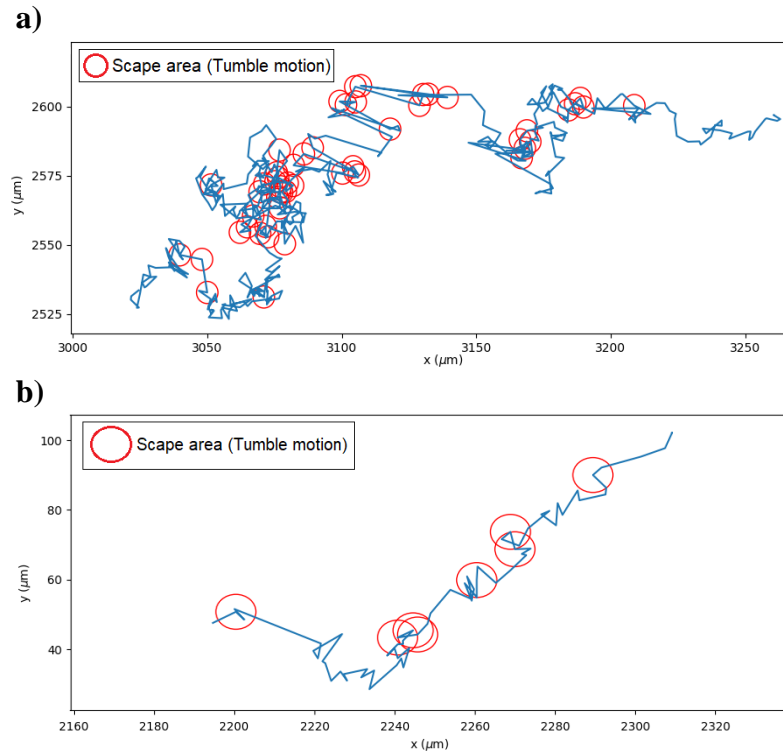 a)
Scape area (Tumble motion)
2600
2575
2550
2525
y (μm)
3000 3050 3100 3150 3200 3250
x (μm)
b)
Scape area (Tumble motion)
100
80
60
40
y (μm)
2160 2180 2200 2220 2240 2260 2280 2300 2320
x (μm)